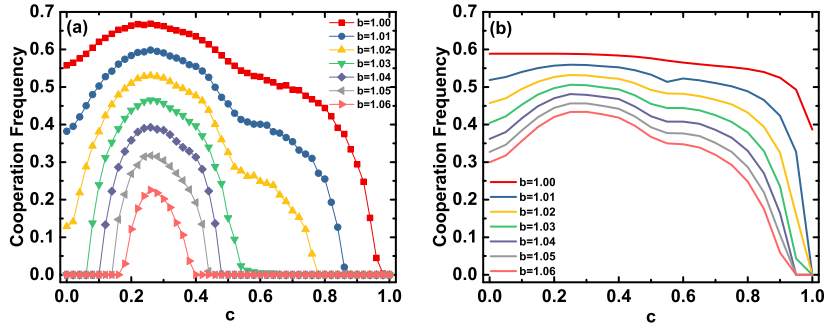 (a)
Cooperation Frequency
0.7
0.6
0.5
0.4
0.3
0.2
0.1
0.0
b=1.00
b=1.01
b=1.02
b=1.03
b=1.04
b=1.05
b=1.06
0.0 0.2 0.4 0.6 0.8 1.0
c
(b)
Cooperation Frequency
0.7
0.6
0.5
0.4
0.3
0.2
0.1
0.0
b=1.00
b=1.01
b=1.02
b=1.03
b=1.04
b=1.05
b=1.06
0.0 0.2 0.4 0.6 0.8 1.0
c